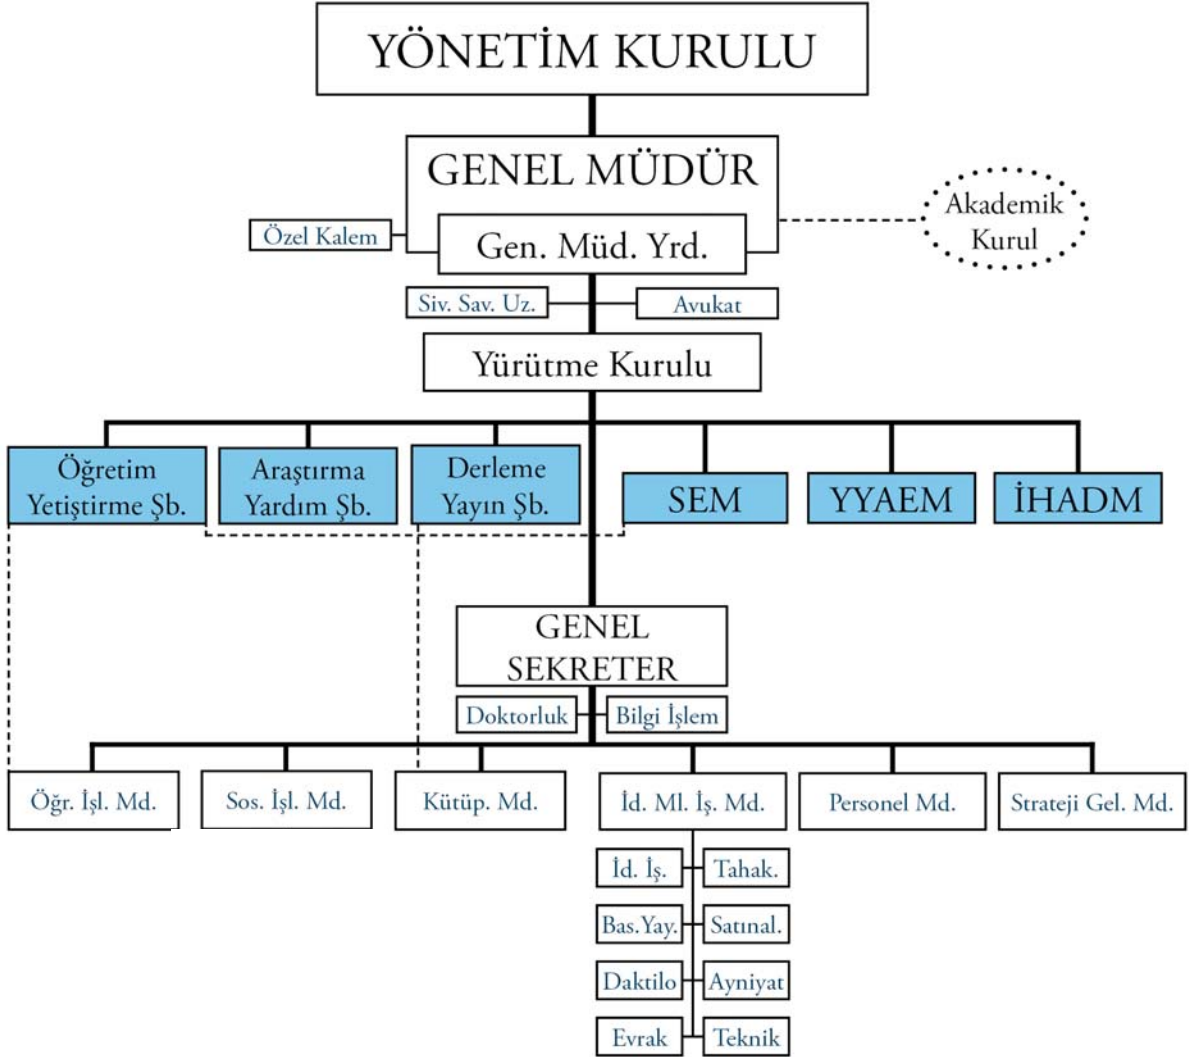 YÖNETİM KURULU
GENEL MÜDÜR
Gen. Müd. Yrd.
Özel Kalem
Akademik
Kurul
Siv. Sav. Uz.
Avukat
Yürütme Kurulu
Öğretim
Yetiştirme Şb.
Araştırma
Yardım Şb.
Derleme
Yayın Şb.
SEM
YYAEM
İHADM
GENEL
SEKRETER
Doktorluk
Bilgi İşlem
Öğr. İşl. Md.
Sos. İşl. Md.
Kütüp. Md.
İd. Ml. İş. Md.
Personel Md.
Strateji Gel. Md.
İd. İş.
Tahak.
Bas.Yay.
Satınal.
Daktilo
Ayniyat
Evrak
Teknik